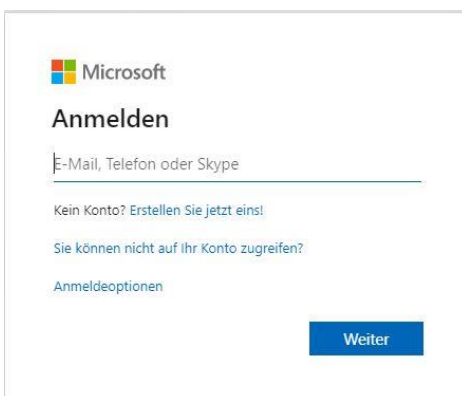 Microsoft
Anmelden
E-Mail, Telefon oder Skype
Kein Konto? Erstellen Sie jetzt eins!
Sie können nicht auf Ihr Konto zugreifen?
Anmeldeoptionen
Weiter